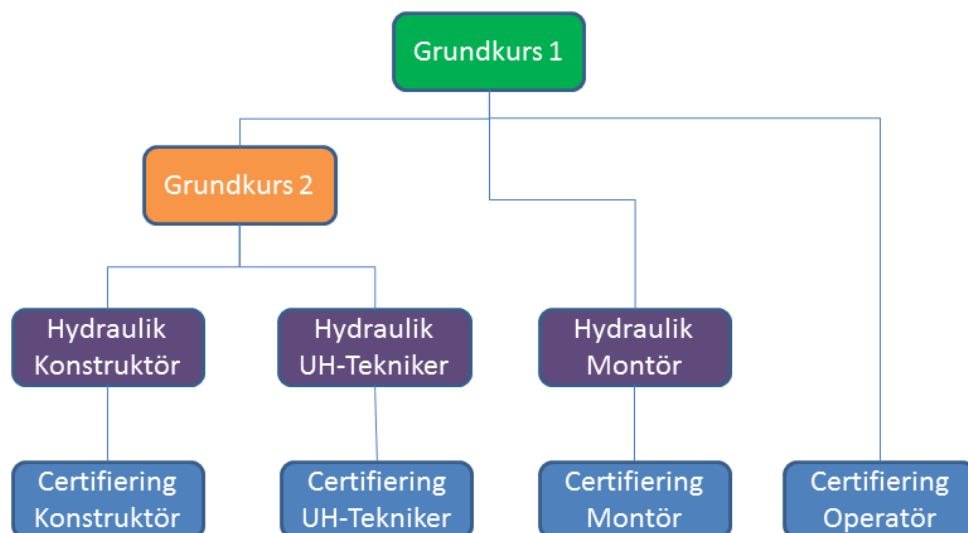 Grundkurs 1
Grundkurs 2
Hydraulik
Konstruktör
Hydraulik
UH-Tekniker
Hydraulik
Montör
Certifiering
Konstruktör
Certifiering
UH-Tekniker
Certifiering
Montör
Certifiering
Operatör